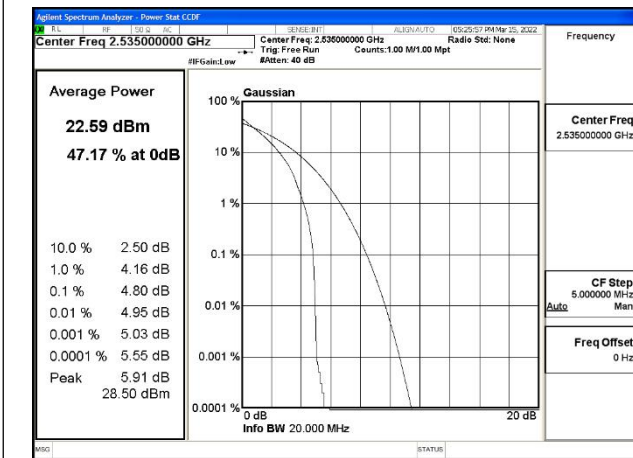 Agilent Spectrum Analyzer - Power Stat CCDF
RL RF 50 Ω AC SENSE:INT ALIGNAUTO 05:25:57 PM Mar 15, 2022
Center Freq 2.535000000 GHz
Center Freq: 2.535000000 GHz Radio Std: None
Trig: Free Run Counts:1.00 M/1.00 Mpt
#IFGain:Low #Atten: 40 dB
Frequency
Average Power
22.59 dBm
47.17 % at 0dB
10.0 % 2.50 dB
1.0 % 4.16 dB
0.1 % 4.80 dB
0.01 % 4.95 dB
0.001 % 5.03 dB
0.0001 % 5.55 dB
Peak 5.91 dB
28.50 dBm
Gaussian
100 %
10 %
1 %
0.1 %
0.01 %
0.001 %
0.0001 %
0 dB 20 dB
Info BW 20.000 MHz
Center Freq
2.535000000 GHz
CF Step
5.000000 MHz
Auto Man
Freq Offset
0 Hz
MSG STATUS